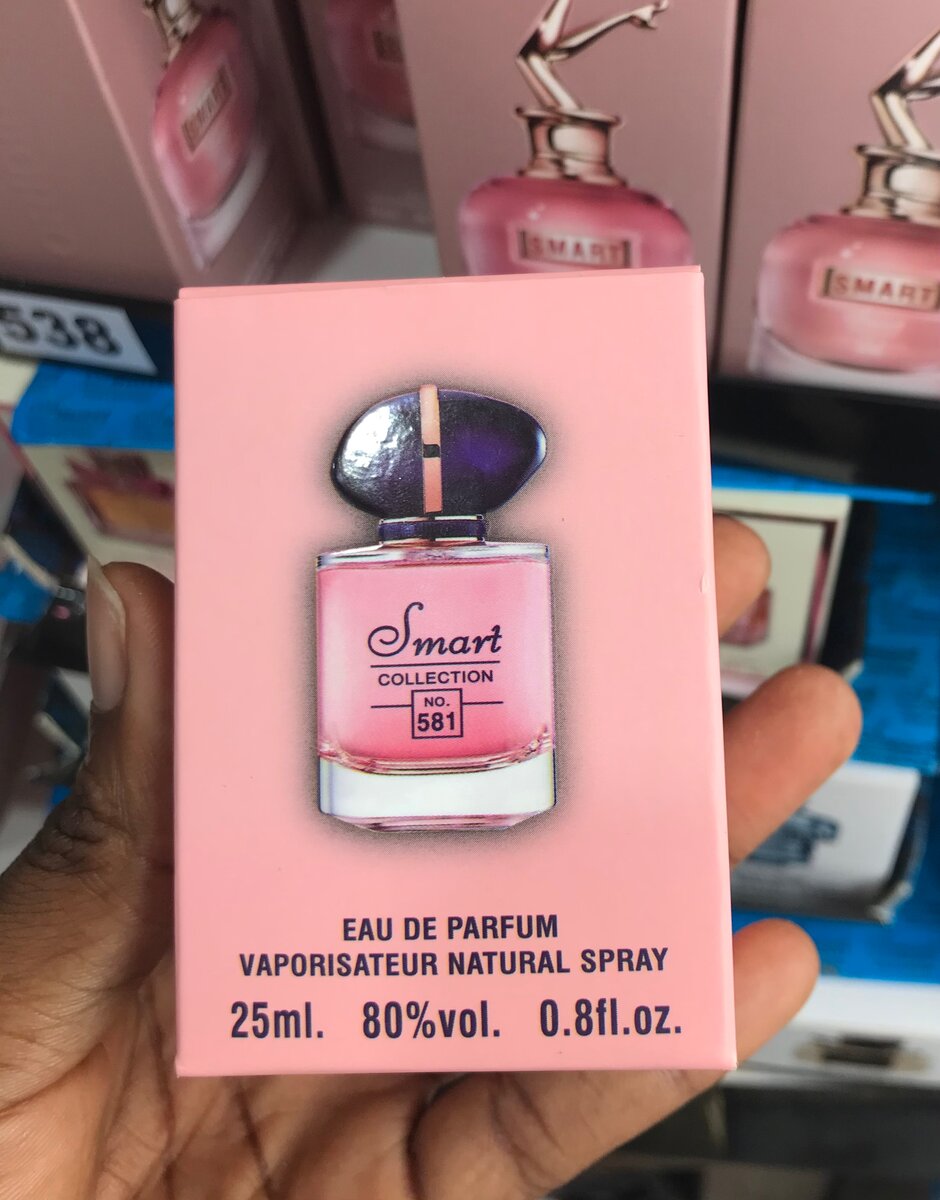 SMART
SMART
538
Smart
COLLECTION
NO.
581
EAU DE PARFUM
VAPORISATEUR NATURAL SPRAY
25ml. 80%vol. 0.8fl.oz.